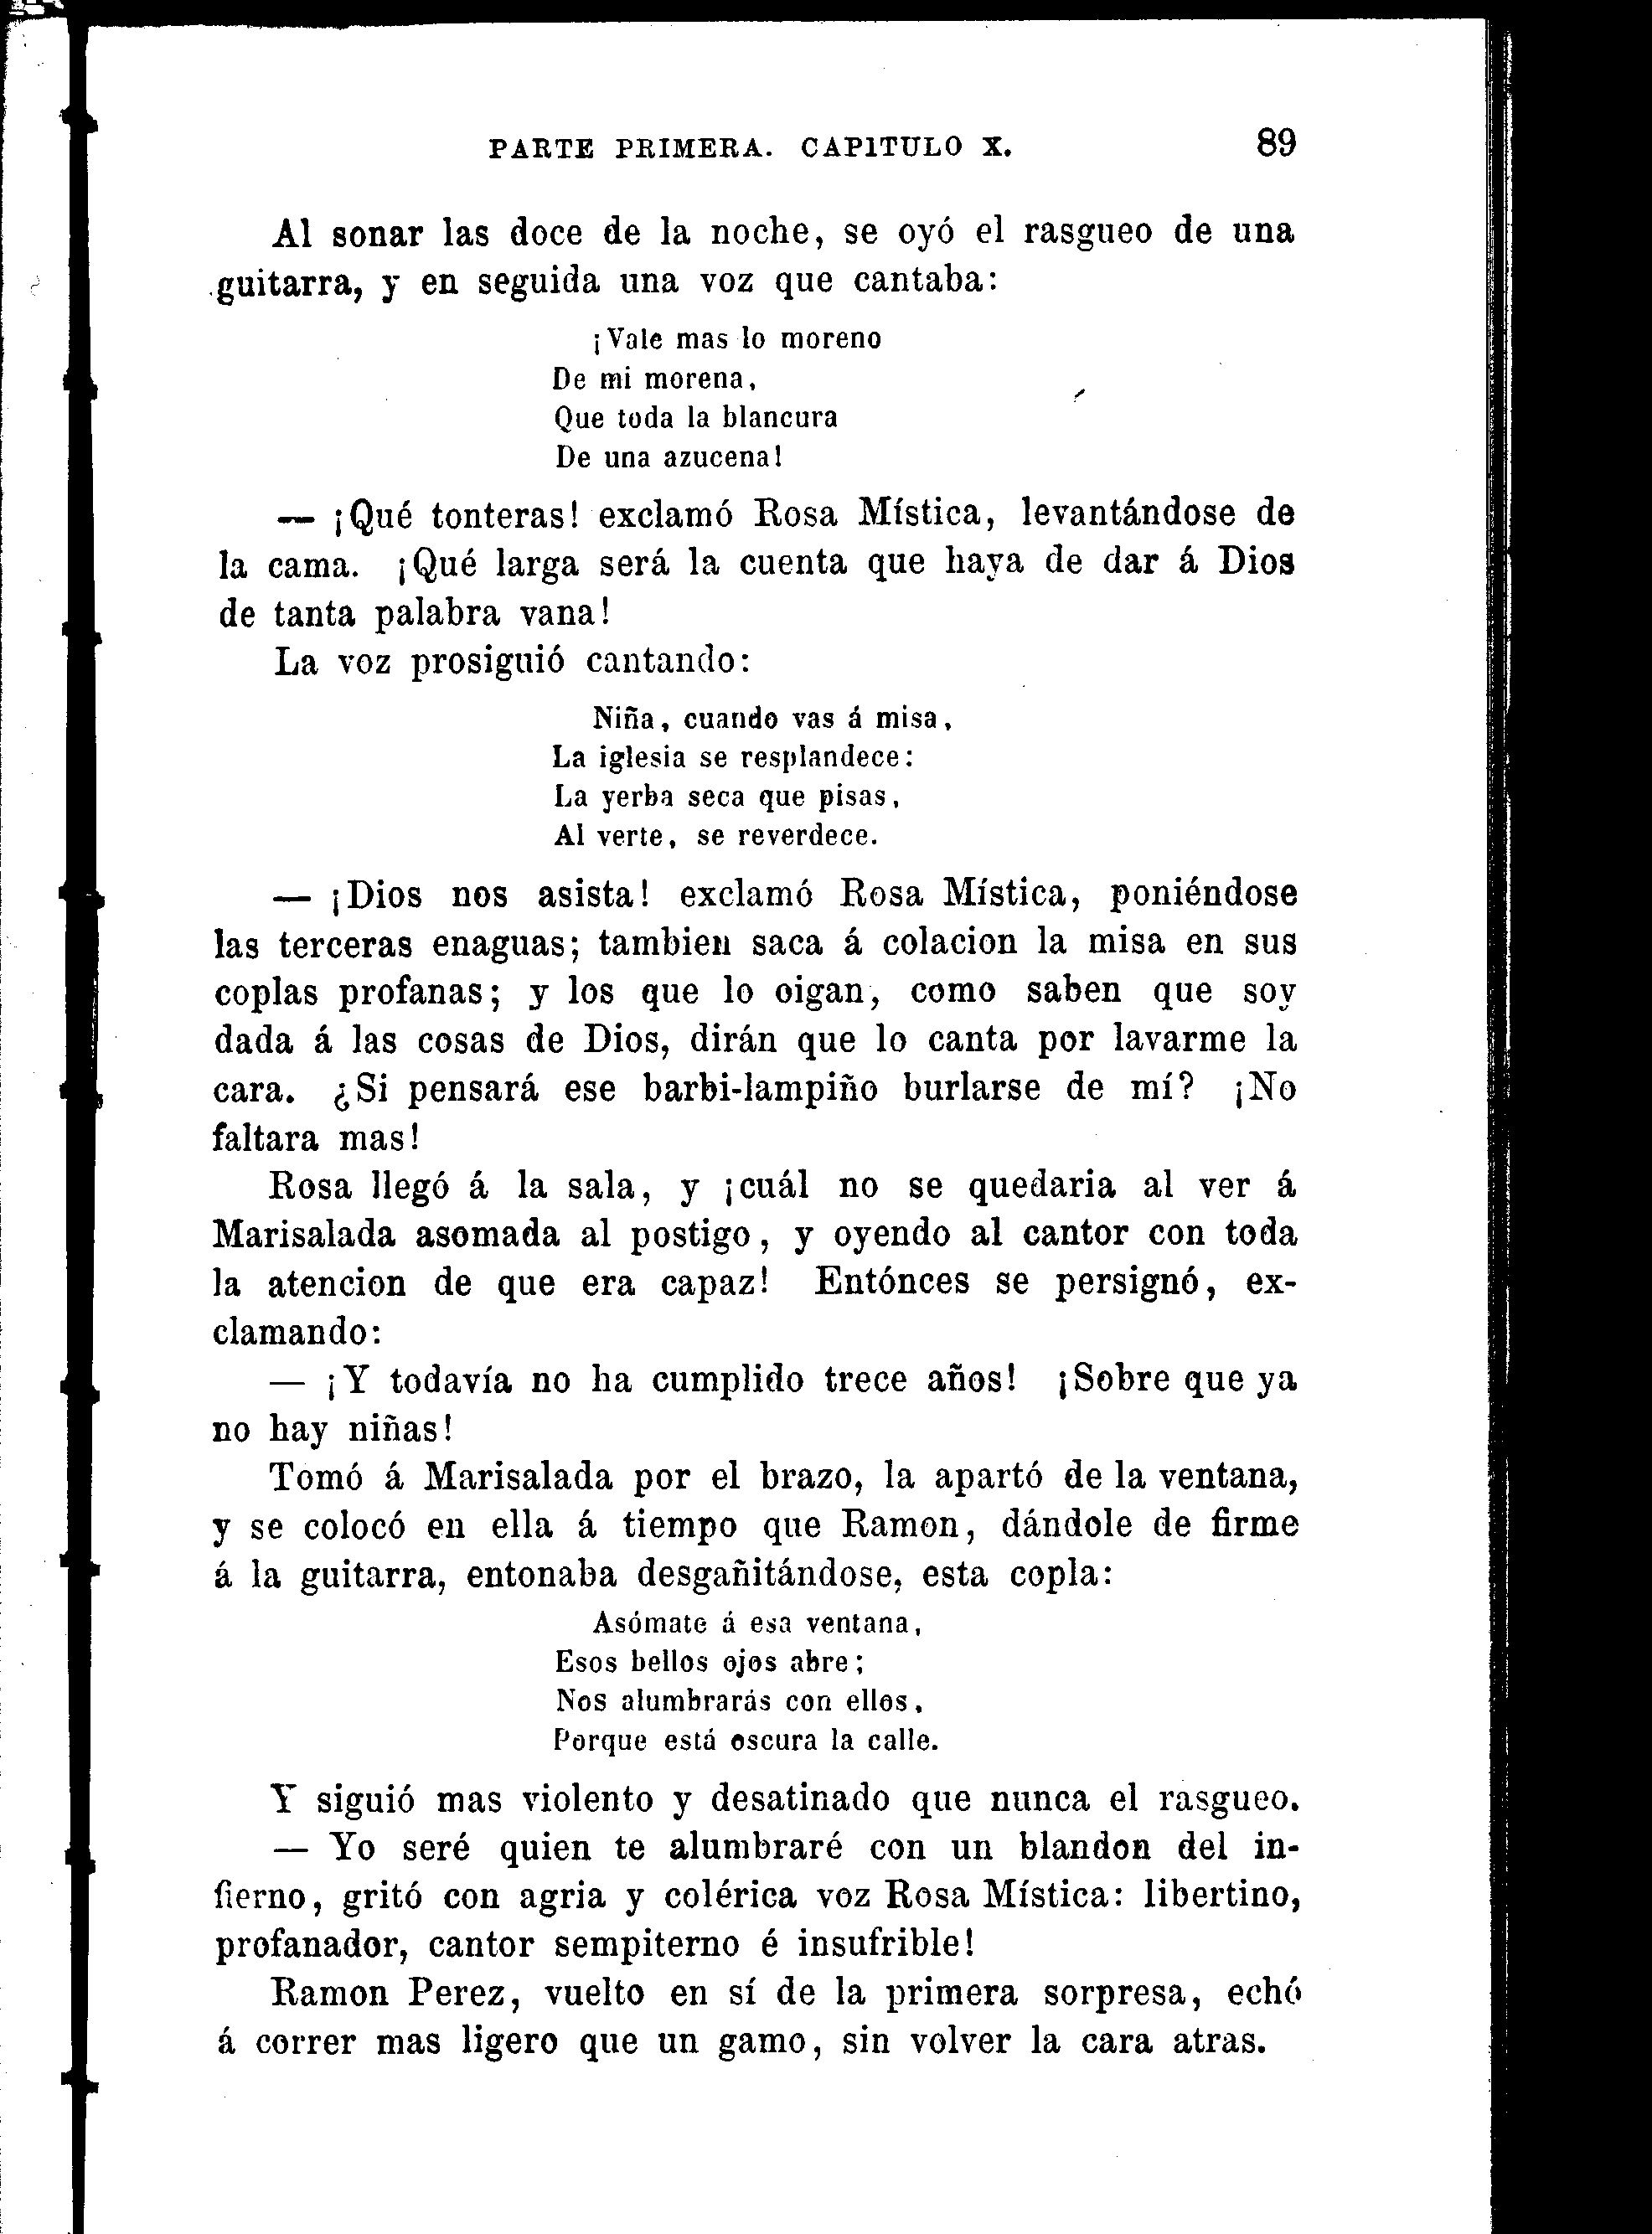 PARTE PRIMERA. CAPITULO X. 89
Al sonar las doce de la noche, se oyó el rasgueo de una
guitarra, y en seguida una voz que cantaba:
¡Vale mas lo moreno
De mi morena,
Que toda la blancura
De una azucena!
— ¡Qué tonteras! exclamó Rosa Mística, levantándose de
la cama. ¡Qué larga será la cuenta que haya de dar á Dios
de tanta palabra vana!
La voz prosiguió cantando:
Niña, cuando vas á misa,
La iglesia se resplandece:
La yerba seca que pisas,
Al verte, se reverdece.
— ¡Dios nos asista! exclamó Rosa Mística, poniéndose
las terceras enaguas; tambien saca á colacion la misa en sus
coplas profanas; y los que lo oigan, como saben que soy
dada á las cosas de Dios, dirán que lo canta por lavarme la
cara. ¿Si pensará ese barbi-lampiño burlarse de mí? ¡No
faltara mas!
Rosa llegó á la sala, y ¡cuál no se quedaria al ver á
Marisalada asomada al postigo, y oyendo al cantor con toda
la atencion de que era capaz! Entónces se persignó, ex-
clamando:
— ¡Y todavía no ha cumplido trece años! ¡Sobre que ya
no hay niñas!
Tomó á Marisalada por el brazo, la apartó de la ventana,
y se colocó en ella á tiempo que Ramon, dándole de firme
á la guitarra, entonaba desgañitándose, esta copla:
Asómate á esa ventana,
Esos bellos ojos abre;
Nos alumbrarás con ellos,
Porque está oscura la calle.
Y siguió mas violento y desatinado que nunca el rasgueo.
— Yo seré quien te alumbraré con un blandon del in-
fierno, gritó con agria y colérica voz Rosa Mística: libertino,
profanador, cantor sempiterno é insufrible!
Ramon Perez, vuelto en sí de la primera sorpresa, echó
á correr mas ligero que un gamo, sin volver la cara atras.